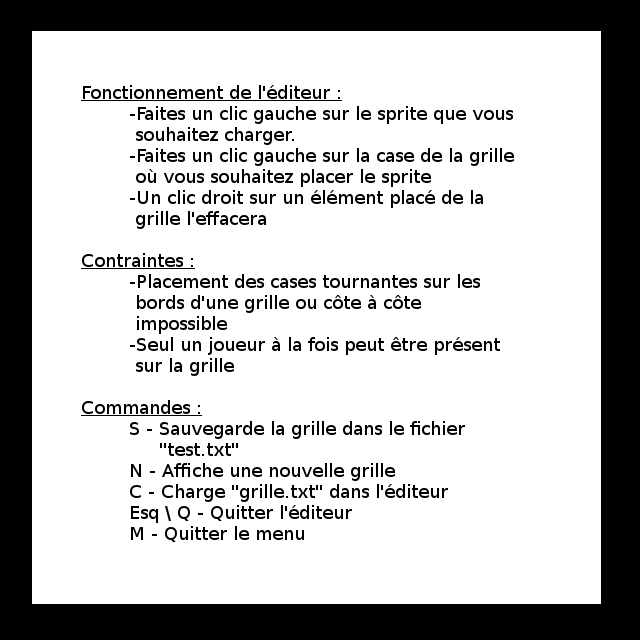 Fonctionnement de l'éditeur :
-Faites un clic gauche sur le sprite que vous
souhaitez charger.
-Faites un clic gauche sur la case de la grille
où vous souhaitez placer le sprite
-Un clic droit sur un élément placé de la
grille l'effacera
Contraintes :
-Placement des cases tournantes sur les
bords d'une grille ou côte à côte
impossible
-Seul un joueur à la fois peut être présent
sur la grille
Commandes :
S - Sauvegarde la grille dans le fichier
"test.txt"
N - Affiche une nouvelle grille
C - Charge "grille.txt" dans l'éditeur
Esq \ Q - Quitter l'éditeur
M - Quitter le menu